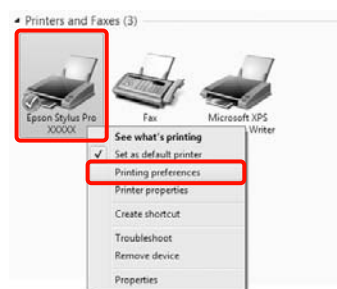 Printers and Faxes (3)
Epson Stylus Pro
XXXXX
Fax
Microsoft XPS
Writer
See what's printing
Set as default printer
Printing preferences
Printer properties
Create shortcut
Troubleshoot
Remove device
Properties